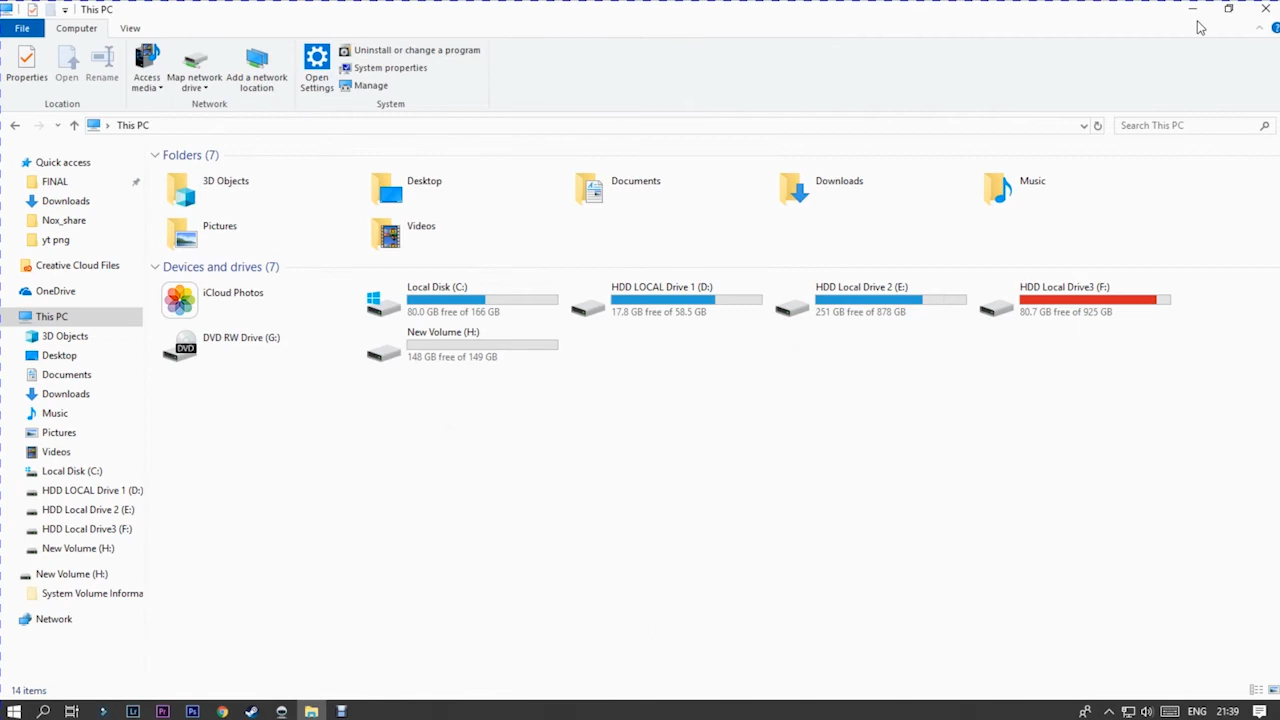 This PC
File Computer View
Properties Open Rename Access media Map network drive Add a network location Open Settings Uninstall or change a program
System properties
Manage
Location Network System
This PC Search This PC
Quick access
FINAL
Downloads
Nox_share
yt png
Creative Cloud Files
OneDrive
This PC
3D Objects
Desktop
Documents
Downloads
Music
Pictures
Videos
Local Disk (C:)
HDD LOCAL Drive 1 (D:)
HDD Local Drive 2 (E:)
HDD Local Drive3 (F:)
New Volume (H:)
New Volume (H:)
System Volume Informa
Network
Folders (7)
3D Objects Desktop Documents Downloads Music
Pictures Videos
Devices and drives (7)
iCloud Photos
Local Disk (C:)
80.0 GB free of 166 GB
HDD LOCAL Drive 1 (D:)
17.8 GB free of 58.5 GB
HDD Local Drive 2 (E:)
251 GB free of 878 GB
HDD Local Drive3 (F:)
80.7 GB free of 925 GB
DVD RW Drive (G:)
DVD
New Volume (H:)
148 GB free of 149 GB
14 items
Lr Pr Ps ENG 21:39